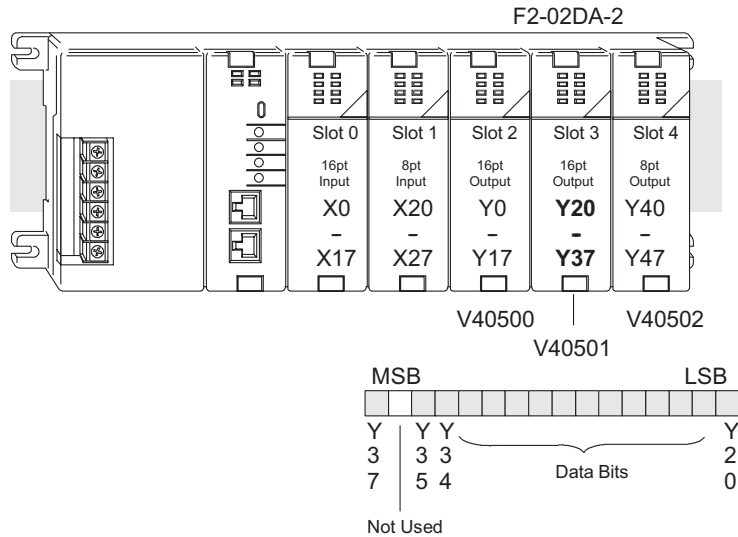 F2-02DA-2
Slot 0 Slot 1 Slot 2 Slot 3 Slot 4
16pt 8pt 16pt 16pt 8pt
Input Input Output Output Output
X0 X20 Y0 Y20 Y40
– – – – –
X17 X27 Y17 Y37 Y47
V40500 V40502
V40501
MSB LSB
Y Y Y Y
3 3 3 2
7 5 4 0
Data Bits
Not Used